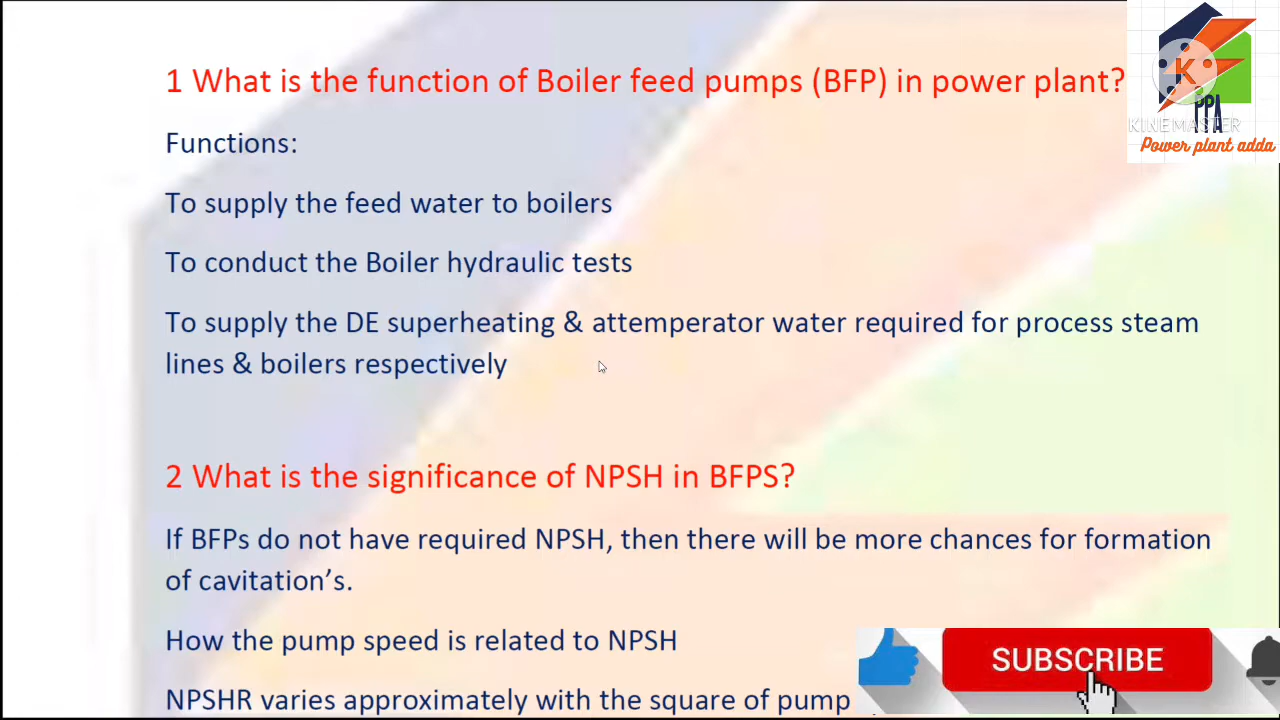 1 What is the function of Boiler feed pumps (BFP) in power plant?
Functions:
To supply the feed water to boilers
To conduct the Boiler hydraulic tests
To supply the DE superheating & attemperator water required for process steam
lines & boilers respectively
2 What is the significance of NPSH in BFPS?
If BFPs do not have required NPSH, then there will be more chances for formation
of cavitation’s.
How the pump speed is related to NPSH
NPSHR varies approximately with the square of pump
K
PPA
KINEMASTER
Power plant adda
SUBSCRIBE